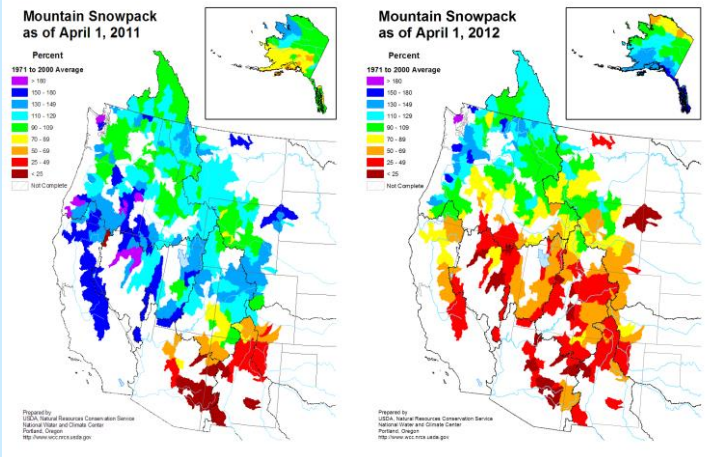 Mountain Snowpack
as of April 1, 2011
Percent
1971 to 2000 Average
> 180
150 - 180
130 - 149
110 - 129
90 - 109
70 - 89
50 - 69
25 - 49
< 25
Not Complete
Prepared by
USDA, Natural Resources Conservation Service
National Water and Climate Center
Portland, Oregon
http://www.wcc.nrcs.usda.gov
Mountain Snowpack
as of April 1, 2012
Percent
1971 to 2000 Average
> 180
150 - 180
130 - 149
110 - 129
90 - 109
70 - 89
50 - 69
25 - 49
< 25
Not Complete
Prepared by
USDA, Natural Resources Conservation Service
National Water and Climate Center
Portland, Oregon
http://www.wcc.nrcs.usda.gov